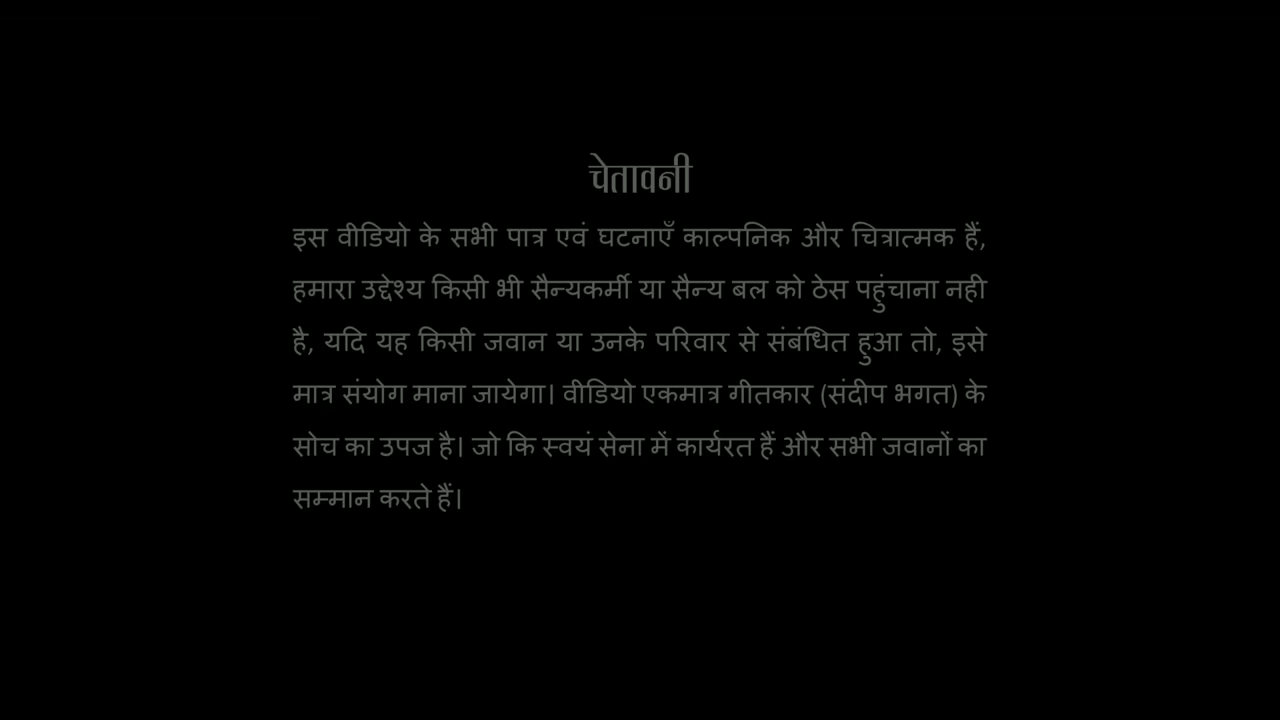 चेतावनी
इस वीडियो के सभी पात्र एवं घटनाएँ काल्पनिक और चित्रात्मक हैं,
हमारा उद्देश्य किसी भी सैन्यकर्मी या सैन्य बल को ठेस पहुंचाना नही
है, यदि यह किसी जवान या उनके परिवार से संबंधित हुआ तो, इसे
मात्र संयोग माना जायेगा। वीडियो एकमात्र गीतकार (संदीप भगत) के
सोच का उपज है। जो कि स्वयं सेना में कार्यरत हैं और सभी जवानों का
सम्मान करते हैं।